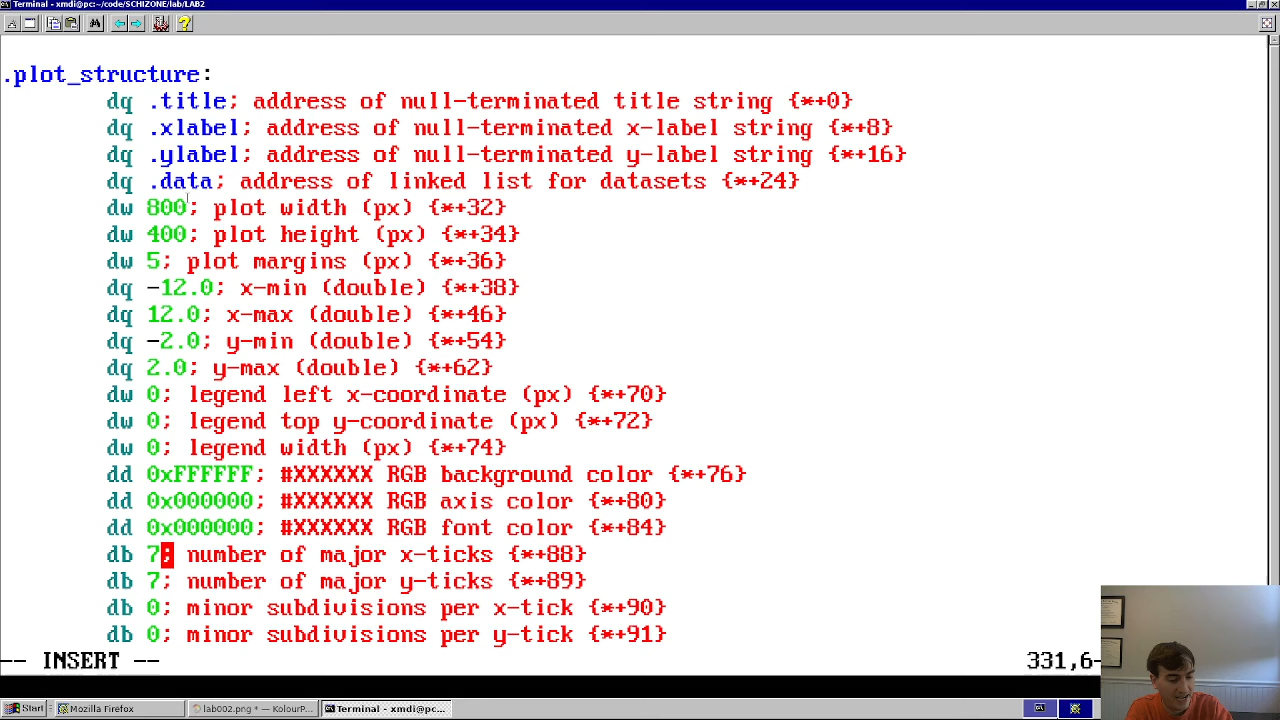 Terminal - xmdi@pc:~/code/SCHIZONE/lab/LAB2
.plot_structure:
dq .title; address of null-terminated title string {*+0}
dq .xlabel; address of null-terminated x-label string {*+8}
dq .ylabel; address of null-terminated y-label string {*+16}
dq .data; address of linked list for datasets {*+24}
dw 800; plot width (px) {*+32}
dw 400; plot height (px) {*+34}
dw 5; plot margins (px) {*+36}
dq -12.0; x-min (double) {*+38}
dq 12.0; x-max (double) {*+46}
dq -2.0; y-min (double) {*+54}
dq 2.0; y-max (double) {*+62}
dw 0; legend left x-coordinate (px) {*+70}
dw 0; legend top y-coordinate (px) {*+72}
dw 0; legend width (px) {*+74}
dd 0xFFFFFF; #XXXXXX RGB background color {*+76}
dd 0x000000; #XXXXXX RGB axis color {*+80}
dd 0x000000; #XXXXXX RGB font color {*+84}
db 7; number of major x-ticks {*+88}
db 7; number of major y-ticks {*+89}
db 0; minor subdivisions per x-tick {*+90}
db 0; minor subdivisions per y-tick {*+91}
-- INSERT -- 331,6-
Start Mozilla Firefox lab002.png * — KolourP... Terminal - xmdi@pc...